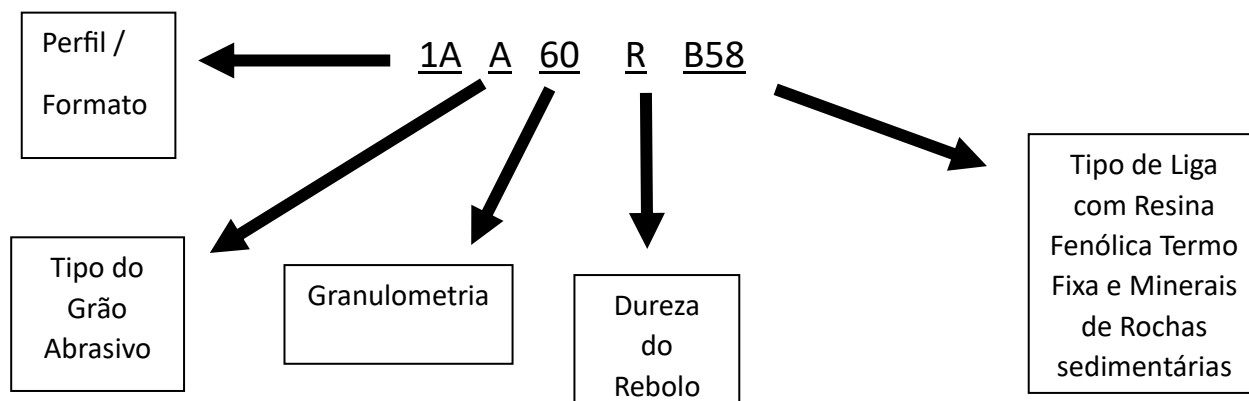 Perfil /
Formato
1A A 60 R B58
Tipo do
Grão
Abrasivo
Granulometria
Dureza
do
Rebolo
Tipo de Liga
com Resina
Fenólica Termo
Fixa e Minerais
de Rochas
sedimentárias